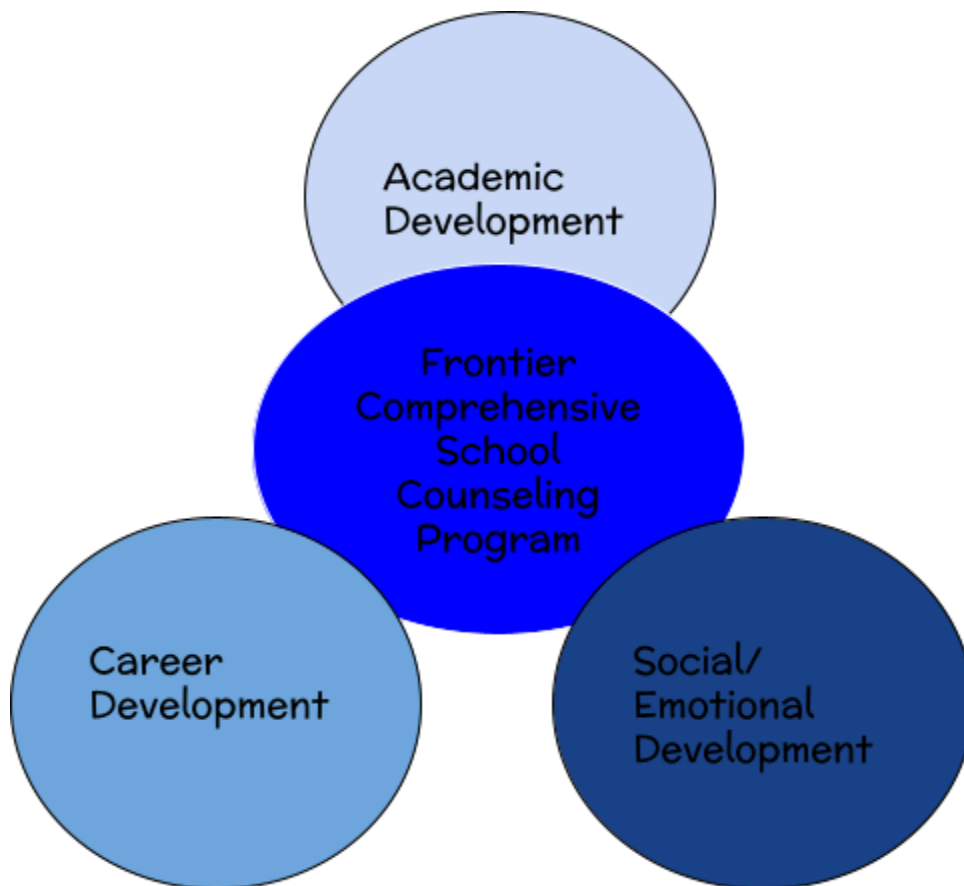 Academic
Development
Frontier
Comprehensive
School
Counseling
Program
Career
Development
Social/
Emotional
Development